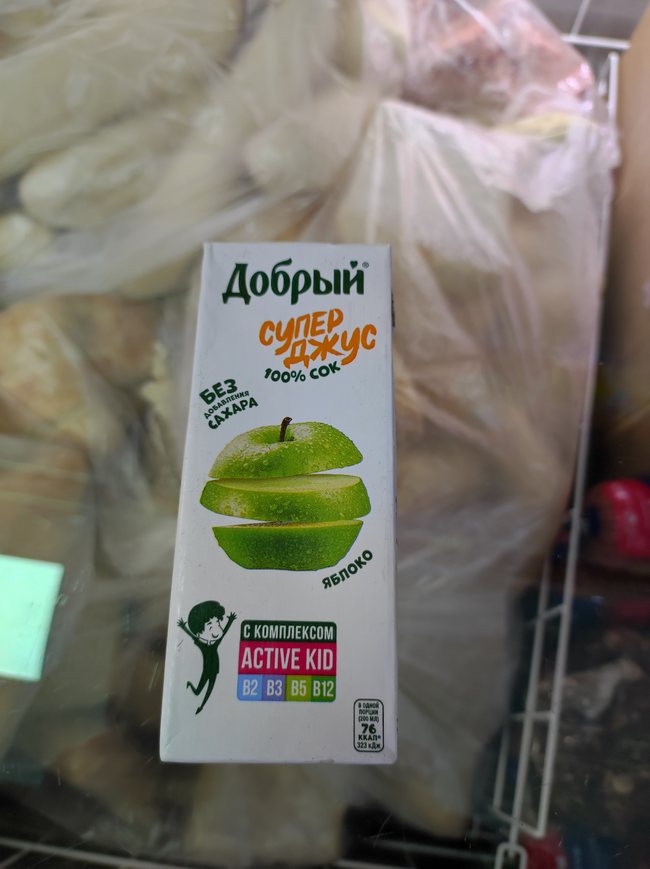 Добрый®
СУПЕР
ДЖУС
100% СОК
БЕЗ
ДОБАВЛЕНИЯ
САХАРА
ЯБЛОКО
С КОМПЛЕКСОМ
ACTIVE KID
B2 B3 B5 B12
В ОДНОЙ
ПОРЦИИ
(200 МЛ)
76
ККАЛ*
323 кДж